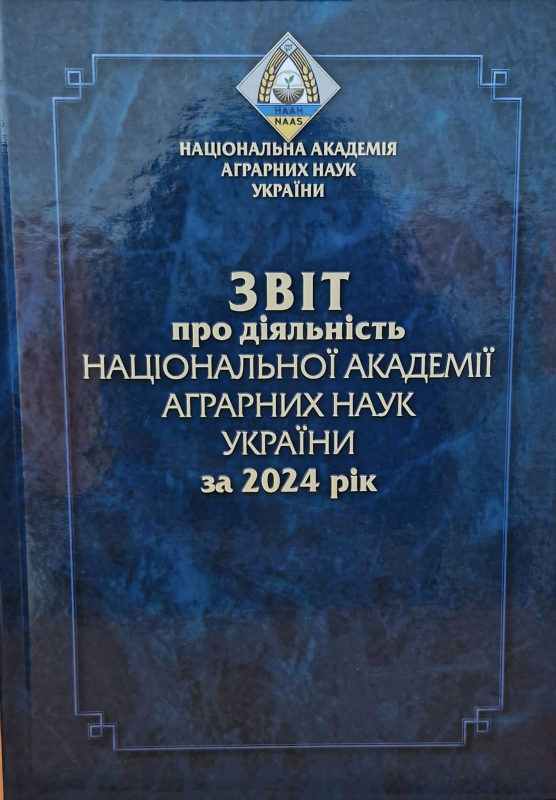 НААН
NAAS
НАЦІОНАЛЬНА АКАДЕМІЯ
АГРАРНИХ НАУК
УКРАЇНИ
ЗВІТ
про діяльність
НАЦІОНАЛЬНОЇ АКАДЕМІЇ
АГРАРНИХ НАУК
УКРАЇНИ
за 2024 рік